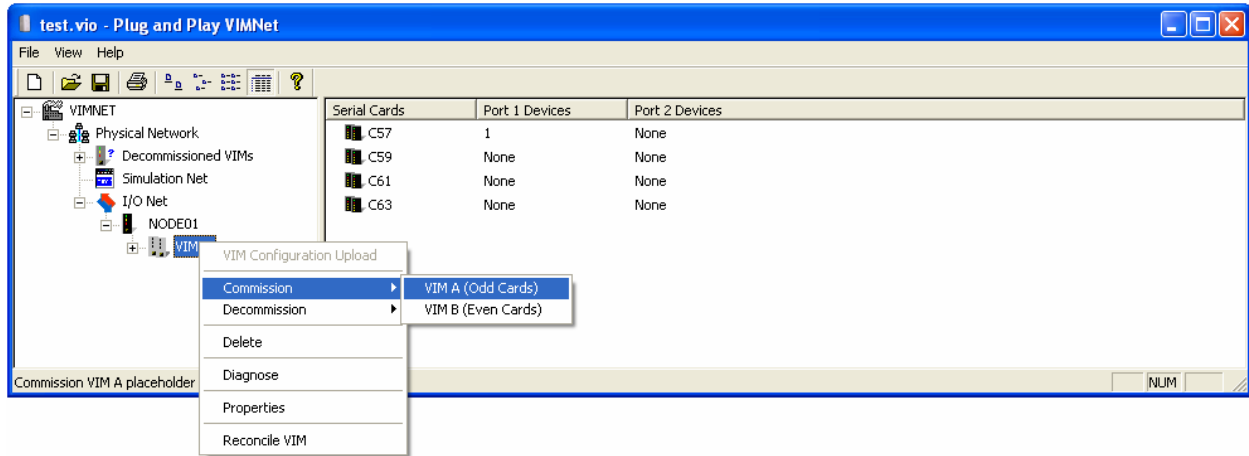 test.vio - Plug and Play VIMNet
File View Help
VIMNET
Physical Network
Decommissioned VIMs
Simulation Net
I/O Net
NODE01
VIM
Serial Cards Port 1 Devices Port 2 Devices
C57 1 None
C59 None None
C61 None None
C63 None None
VIM Configuration Upload
Commission
Decommission
Delete
Diagnose
Properties
Reconcile VIM
VIM A (Odd Cards)
VIM B (Even Cards)
Commission VIM A placeholder
NUM